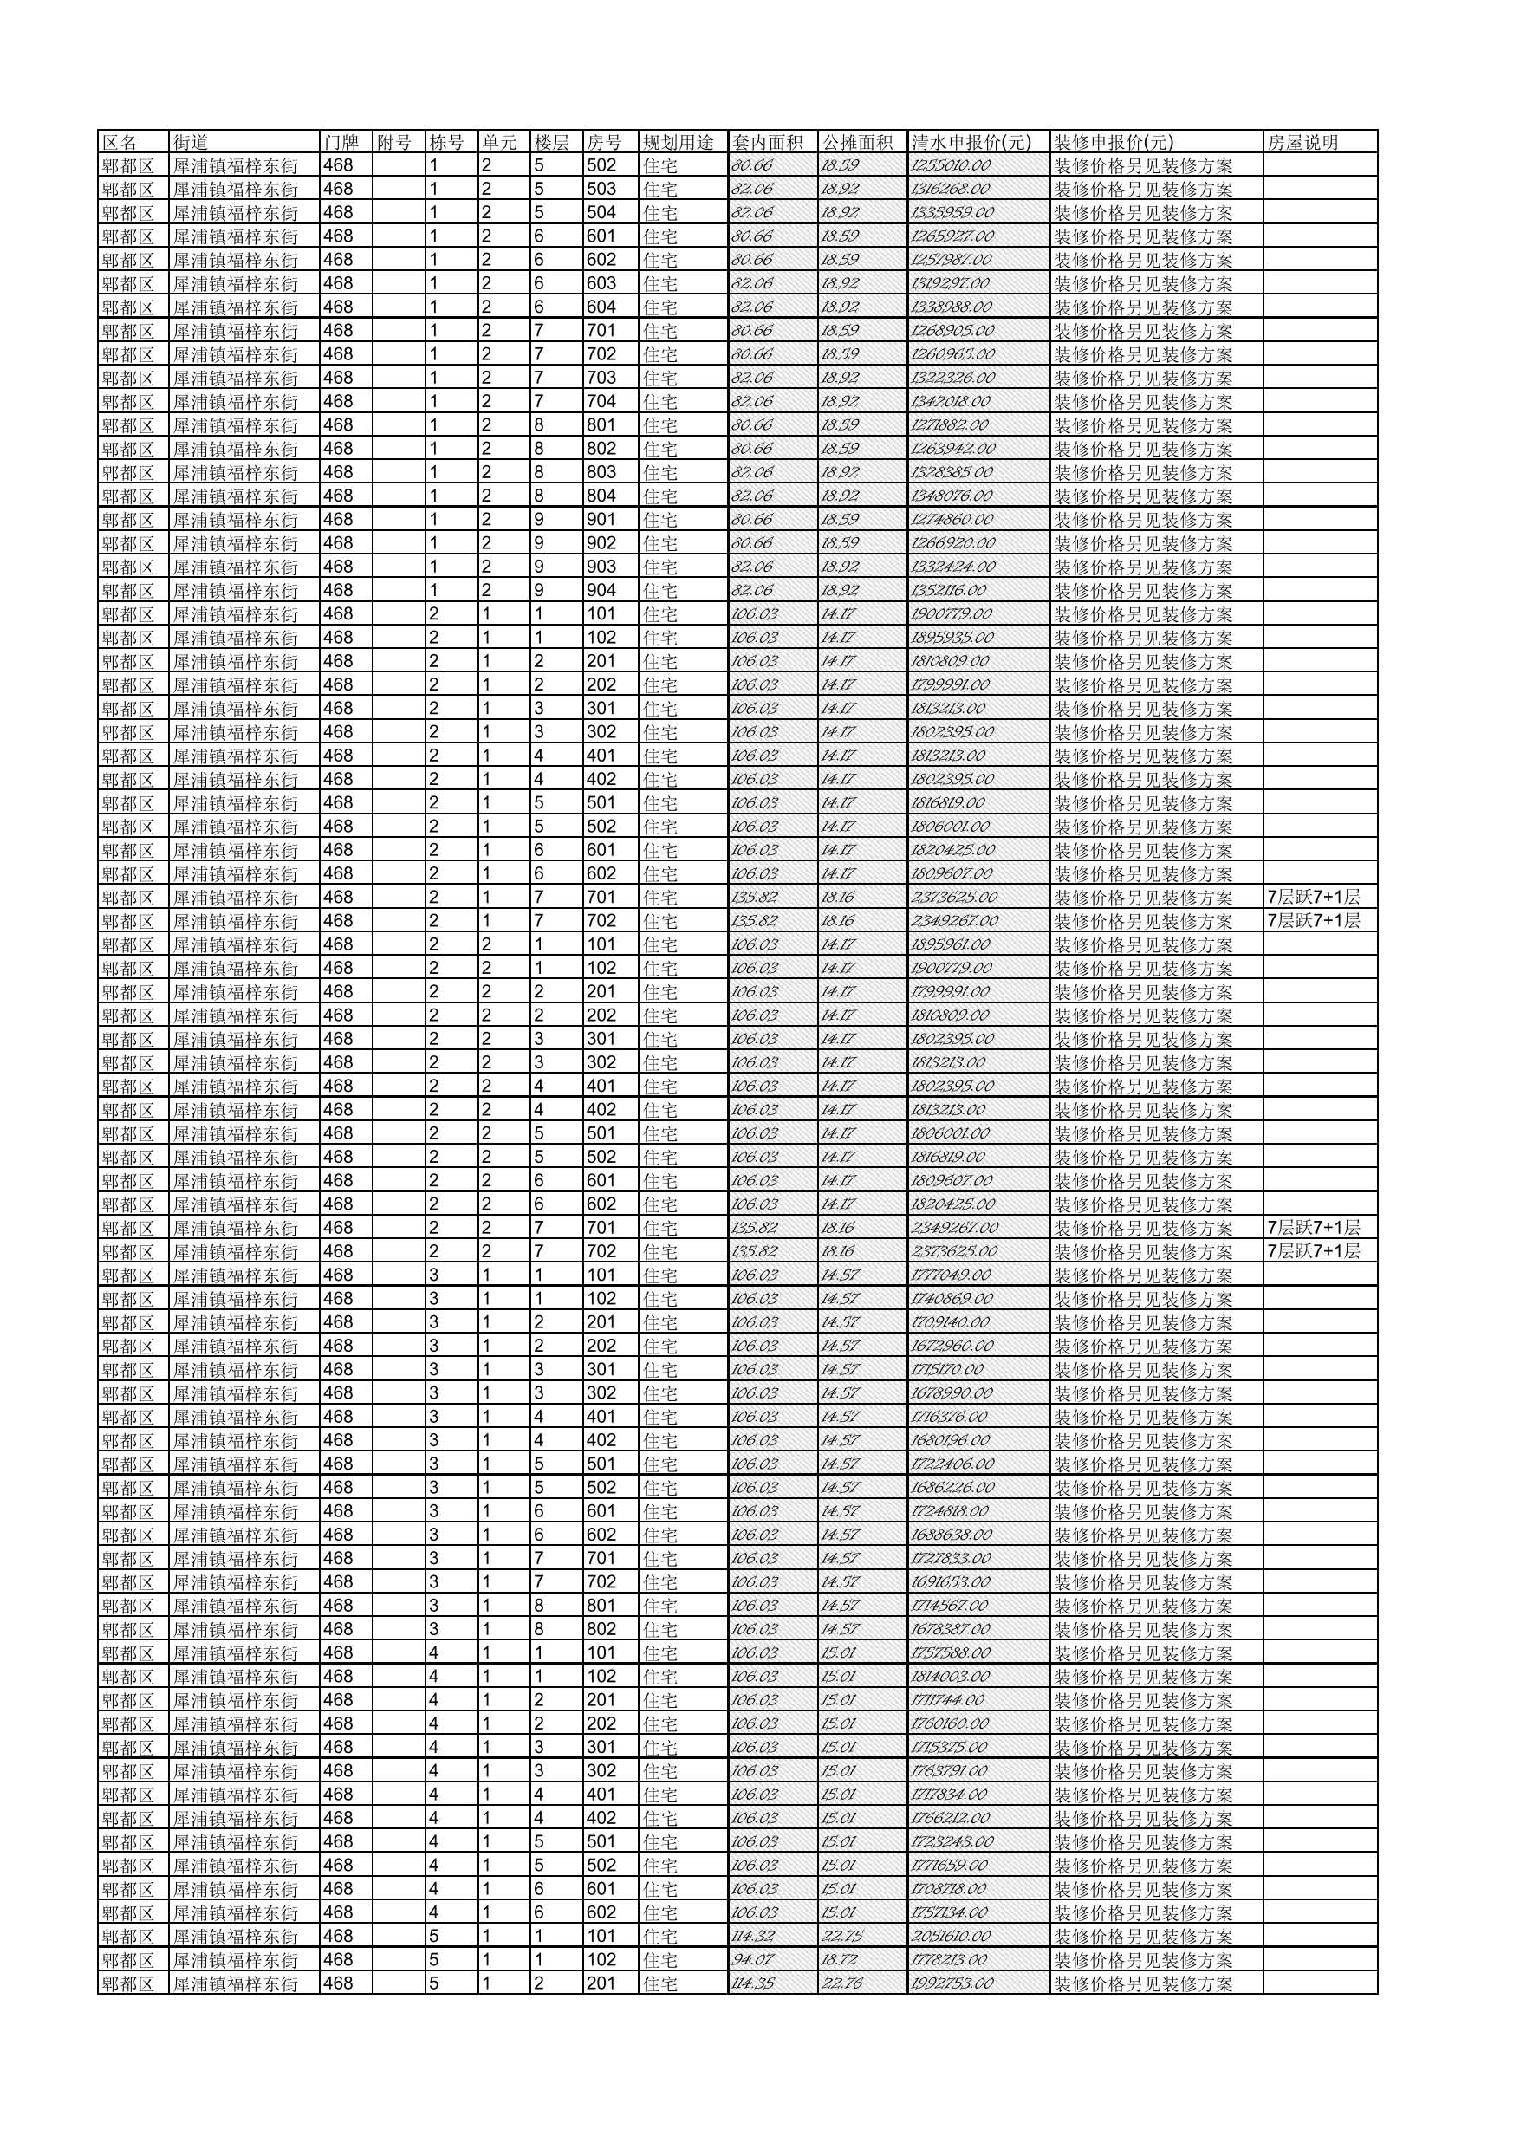 区名 街道 门牌 附号 栋号 单元 楼层 房号 规划用途 套内面积 公摊面积 清水申报价(元) 装修申报价(元) 房屋说明
郫都区 犀浦镇福梓东街 468 1 2 5 502 住宅 80.66 18.59 1255010.00 装修价格另见装修方案
郫都区 犀浦镇福梓东街 468 1 2 5 503 住宅 82.06 18.92 1316268.00 装修价格另见装修方案
郫都区 犀浦镇福梓东街 468 1 2 5 504 住宅 82.06 18.92 1335959.00 装修价格另见装修方案
郫都区 犀浦镇福梓东街 468 1 2 6 601 住宅 80.66 18.59 1265927.00 装修价格另见装修方案
郫都区 犀浦镇福梓东街 468 1 2 6 602 住宅 80.66 18.59 1257987.00 装修价格另见装修方案
郫都区 犀浦镇福梓东街 468 1 2 6 603 住宅 82.06 18.92 1319297.00 装修价格另见装修方案
郫都区 犀浦镇福梓东街 468 1 2 6 604 住宅 82.06 18.92 1338988.00 装修价格另见装修方案
郫都区 犀浦镇福梓东街 468 1 2 7 701 住宅 80.66 18.59 1268905.00 装修价格另见装修方案
郫都区 犀浦镇福梓东街 468 1 2 7 702 住宅 80.66 18.59 1260965.00 装修价格另见装修方案
郫都区 犀浦镇福梓东街 468 1 2 7 703 住宅 82.06 18.92 1322326.00 装修价格另见装修方案
郫都区 犀浦镇福梓东街 468 1 2 7 704 住宅 82.06 18.92 1342018.00 装修价格另见装修方案
郫都区 犀浦镇福梓东街 468 1 2 8 801 住宅 80.66 18.59 1271882.00 装修价格另见装修方案
郫都区 犀浦镇福梓东街 468 1 2 8 802 住宅 80.66 18.59 1263942.00 装修价格另见装修方案
郫都区 犀浦镇福梓东街 468 1 2 8 803 住宅 82.06 18.92 1328385.00 装修价格另见装修方案
郫都区 犀浦镇福梓东街 468 1 2 8 804 住宅 82.06 18.92 1348076.00 装修价格另见装修方案
郫都区 犀浦镇福梓东街 468 1 2 9 901 住宅 80.66 18.59 1274860.00 装修价格另见装修方案
郫都区 犀浦镇福梓东街 468 1 2 9 902 住宅 80.66 18.59 1266920.00 装修价格另见装修方案
郫都区 犀浦镇福梓东街 468 1 2 9 903 住宅 82.06 18.92 1332424.00 装修价格另见装修方案
郫都区 犀浦镇福梓东街 468 1 2 9 904 住宅 82.06 18.92 1352116.00 装修价格另见装修方案
郫都区 犀浦镇福梓东街 468 2 1 1 101 住宅 106.03 14.17 1900779.00 装修价格另见装修方案
郫都区 犀浦镇福梓东街 468 2 1 1 102 住宅 106.03 14.17 1895935.00 装修价格另见装修方案
郫都区 犀浦镇福梓东街 468 2 1 2 201 住宅 106.03 14.17 1810809.00 装修价格另见装修方案
郫都区 犀浦镇福梓东街 468 2 1 2 202 住宅 106.03 14.17 1799991.00 装修价格另见装修方案
郫都区 犀浦镇福梓东街 468 2 1 3 301 住宅 106.03 14.17 1813213.00 装修价格另见装修方案
郫都区 犀浦镇福梓东街 468 2 1 3 302 住宅 106.03 14.17 1802395.00 装修价格另见装修方案
郫都区 犀浦镇福梓东街 468 2 1 4 401 住宅 106.03 14.17 1813213.00 装修价格另见装修方案
郫都区 犀浦镇福梓东街 468 2 1 4 402 住宅 106.03 14.17 1802395.00 装修价格另见装修方案
郫都区 犀浦镇福梓东街 468 2 1 5 501 住宅 106.03 14.17 1816819.00 装修价格另见装修方案
郫都区 犀浦镇福梓东街 468 2 1 5 502 住宅 106.03 14.17 1806001.00 装修价格另见装修方案
郫都区 犀浦镇福梓东街 468 2 1 6 601 住宅 106.03 14.17 1820425.00 装修价格另见装修方案
郫都区 犀浦镇福梓东街 468 2 1 6 602 住宅 106.03 14.17 1809607.00 装修价格另见装修方案
郫都区 犀浦镇福梓东街 468 2 1 7 701 住宅 135.82 18.16 2373625.00 装修价格另见装修方案 7层跃7+1层
郫都区 犀浦镇福梓东街 468 2 1 7 702 住宅 135.82 18.16 2349267.00 装修价格另见装修方案 7层跃7+1层
郫都区 犀浦镇福梓东街 468 2 2 1 101 住宅 106.03 14.17 1895961.00 装修价格另见装修方案
郫都区 犀浦镇福梓东街 468 2 2 1 102 住宅 106.03 14.17 1900779.00 装修价格另见装修方案
郫都区 犀浦镇福梓东街 468 2 2 2 201 住宅 106.03 14.17 1799991.00 装修价格另见装修方案
郫都区 犀浦镇福梓东街 468 2 2 2 202 住宅 106.03 14.17 1810809.00 装修价格另见装修方案
郫都区 犀浦镇福梓东街 468 2 2 3 301 住宅 106.03 14.17 1802395.00 装修价格另见装修方案
郫都区 犀浦镇福梓东街 468 2 2 3 302 住宅 106.03 14.17 1813213.00 装修价格另见装修方案
郫都区 犀浦镇福梓东街 468 2 2 4 401 住宅 106.03 14.17 1802395.00 装修价格另见装修方案
郫都区 犀浦镇福梓东街 468 2 2 4 402 住宅 106.03 14.17 1813213.00 装修价格另见装修方案
郫都区 犀浦镇福梓东街 468 2 2 5 501 住宅 106.03 14.17 1806001.00 装修价格另见装修方案
郫都区 犀浦镇福梓东街 468 2 2 5 502 住宅 106.03 14.17 1816819.00 装修价格另见装修方案
郫都区 犀浦镇福梓东街 468 2 2 6 601 住宅 106.03 14.17 1809607.00 装修价格另见装修方案
郫都区 犀浦镇福梓东街 468 2 2 6 602 住宅 106.03 14.17 1820425.00 装修价格另见装修方案
郫都区 犀浦镇福梓东街 468 2 2 7 701 住宅 135.82 18.16 2349267.00 装修价格另见装修方案 7层跃7+1层
郫都区 犀浦镇福梓东街 468 2 2 7 702 住宅 135.82 18.16 2373625.00 装修价格另见装修方案 7层跃7+1层
郫都区 犀浦镇福梓东街 468 3 1 1 101 住宅 106.03 14.57 1777049.00 装修价格另见装修方案
郫都区 犀浦镇福梓东街 468 3 1 1 102 住宅 106.03 14.57 1740869.00 装修价格另见装修方案
郫都区 犀浦镇福梓东街 468 3 1 2 201 住宅 106.03 14.57 1709140.00 装修价格另见装修方案
郫都区 犀浦镇福梓东街 468 3 1 2 202 住宅 106.03 14.57 1672960.00 装修价格另见装修方案
郫都区 犀浦镇福梓东街 468 3 1 3 301 住宅 106.03 14.57 1715170.00 装修价格另见装修方案
郫都区 犀浦镇福梓东街 468 3 1 3 302 住宅 106.03 14.57 1678990.00 装修价格另见装修方案
郫都区 犀浦镇福梓东街 468 3 1 4 401 住宅 106.03 14.57 1716376.00 装修价格另见装修方案
郫都区 犀浦镇福梓东街 468 3 1 4 402 住宅 106.03 14.57 1680196.00 装修价格另见装修方案
郫都区 犀浦镇福梓东街 468 3 1 5 501 住宅 106.03 14.57 1722406.00 装修价格另见装修方案
郫都区 犀浦镇福梓东街 468 3 1 5 502 住宅 106.03 14.57 1686226.00 装修价格另见装修方案
郫都区 犀浦镇福梓东街 468 3 1 6 601 住宅 106.03 14.57 1724818.00 装修价格另见装修方案
郫都区 犀浦镇福梓东街 468 3 1 6 602 住宅 106.03 14.57 1688638.00 装修价格另见装修方案
郫都区 犀浦镇福梓东街 468 3 1 7 701 住宅 106.03 14.57 1727833.00 装修价格另见装修方案
郫都区 犀浦镇福梓东街 468 3 1 7 702 住宅 106.03 14.57 1691653.00 装修价格另见装修方案
郫都区 犀浦镇福梓东街 468 3 1 8 801 住宅 106.03 14.57 1714567.00 装修价格另见装修方案
郫都区 犀浦镇福梓东街 468 3 1 8 802 住宅 106.03 14.57 1678387.00 装修价格另见装修方案
郫都区 犀浦镇福梓东街 468 4 1 1 101 住宅 106.03 15.01 1757588.00 装修价格另见装修方案
郫都区 犀浦镇福梓东街 468 4 1 1 102 住宅 106.03 15.01 1814003.00 装修价格另见装修方案
郫都区 犀浦镇福梓东街 468 4 1 2 201 住宅 106.03 15.01 1711744.00 装修价格另见装修方案
郫都区 犀浦镇福梓东街 468 4 1 2 202 住宅 106.03 15.01 1760160.00 装修价格另见装修方案
郫都区 犀浦镇福梓东街 468 4 1 3 301 住宅 106.03 15.01 1715375.00 装修价格另见装修方案
郫都区 犀浦镇福梓东街 468 4 1 3 302 住宅 106.03 15.01 1763791.00 装修价格另见装修方案
郫都区 犀浦镇福梓东街 468 4 1 4 401 住宅 106.03 15.01 1717834.00 装修价格另见装修方案
郫都区 犀浦镇福梓东街 468 4 1 4 402 住宅 106.03 15.01 1766212.00 装修价格另见装修方案
郫都区 犀浦镇福梓东街 468 4 1 5 501 住宅 106.03 15.01 1723243.00 装修价格另见装修方案
郫都区 犀浦镇福梓东街 468 4 1 5 502 住宅 106.03 15.01 1771659.00 装修价格另见装修方案
郫都区 犀浦镇福梓东街 468 4 1 6 601 住宅 106.03 15.01 1708718.00 装修价格另见装修方案
郫都区 犀浦镇福梓东街 468 4 1 6 602 住宅 106.03 15.01 1757134.00 装修价格另见装修方案
郫都区 犀浦镇福梓东街 468 5 1 1 101 住宅 114.32 22.75 2051610.00 装修价格另见装修方案
郫都区 犀浦镇福梓东街 468 5 1 1 102 住宅 94.07 18.72 1778213.00 装修价格另见装修方案
郫都区 犀浦镇福梓东街 468 5 1 2 201 住宅 114.35 22.76 1992753.00 装修价格另见装修方案